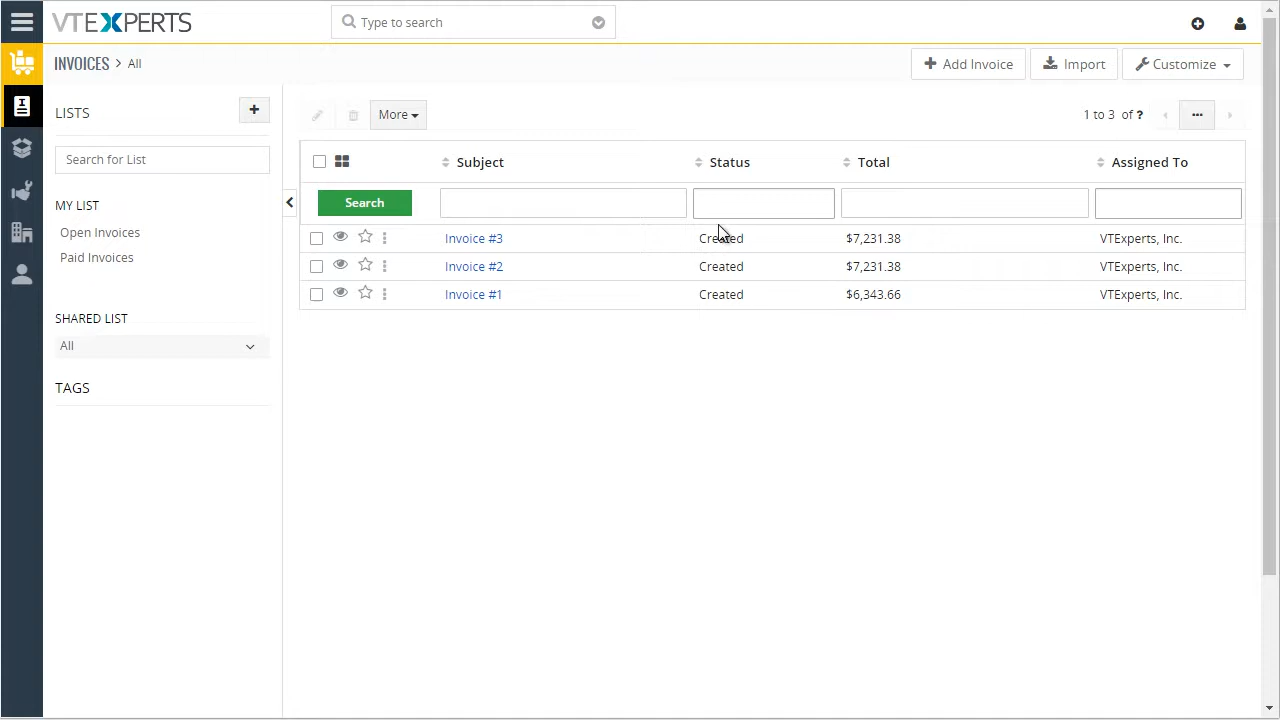 VTEXPERTS
Type to search
INVOICES > All
Add Invoice
Import
Customize
LISTS
Search for List
MY LIST
Open Invoices
Paid Invoices
SHARED LIST
All
TAGS
More
1 to 3 of ?
Subject Status Total Assigned To
Search
Invoice #3 Created $7,231.38 VTExperts, Inc.
Invoice #2 Created $7,231.38 VTExperts, Inc.
Invoice #1 Created $6,343.66 VTExperts, Inc.